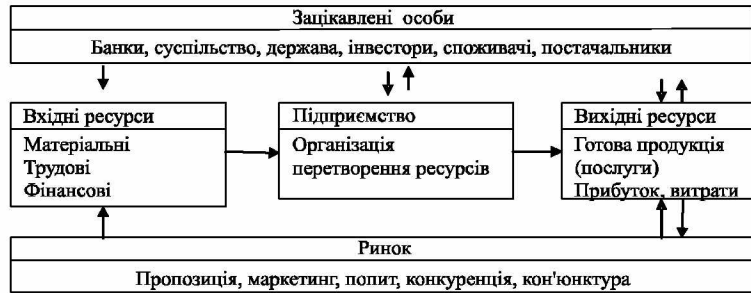 Зацікавлені особи
Банки, суспільство, держава, інвестори, споживачі, постачальники
Вхідні ресурси
Матеріальні
Трудові
Фінансові
Підприємство
Організація
перетворення ресурсів
Вихідні ресурси
Готова продукція
(послуги)
Прибуток, витрати
Ринок
Пропозиція, маркетинг, попит, конкуренція, кон'юнктура